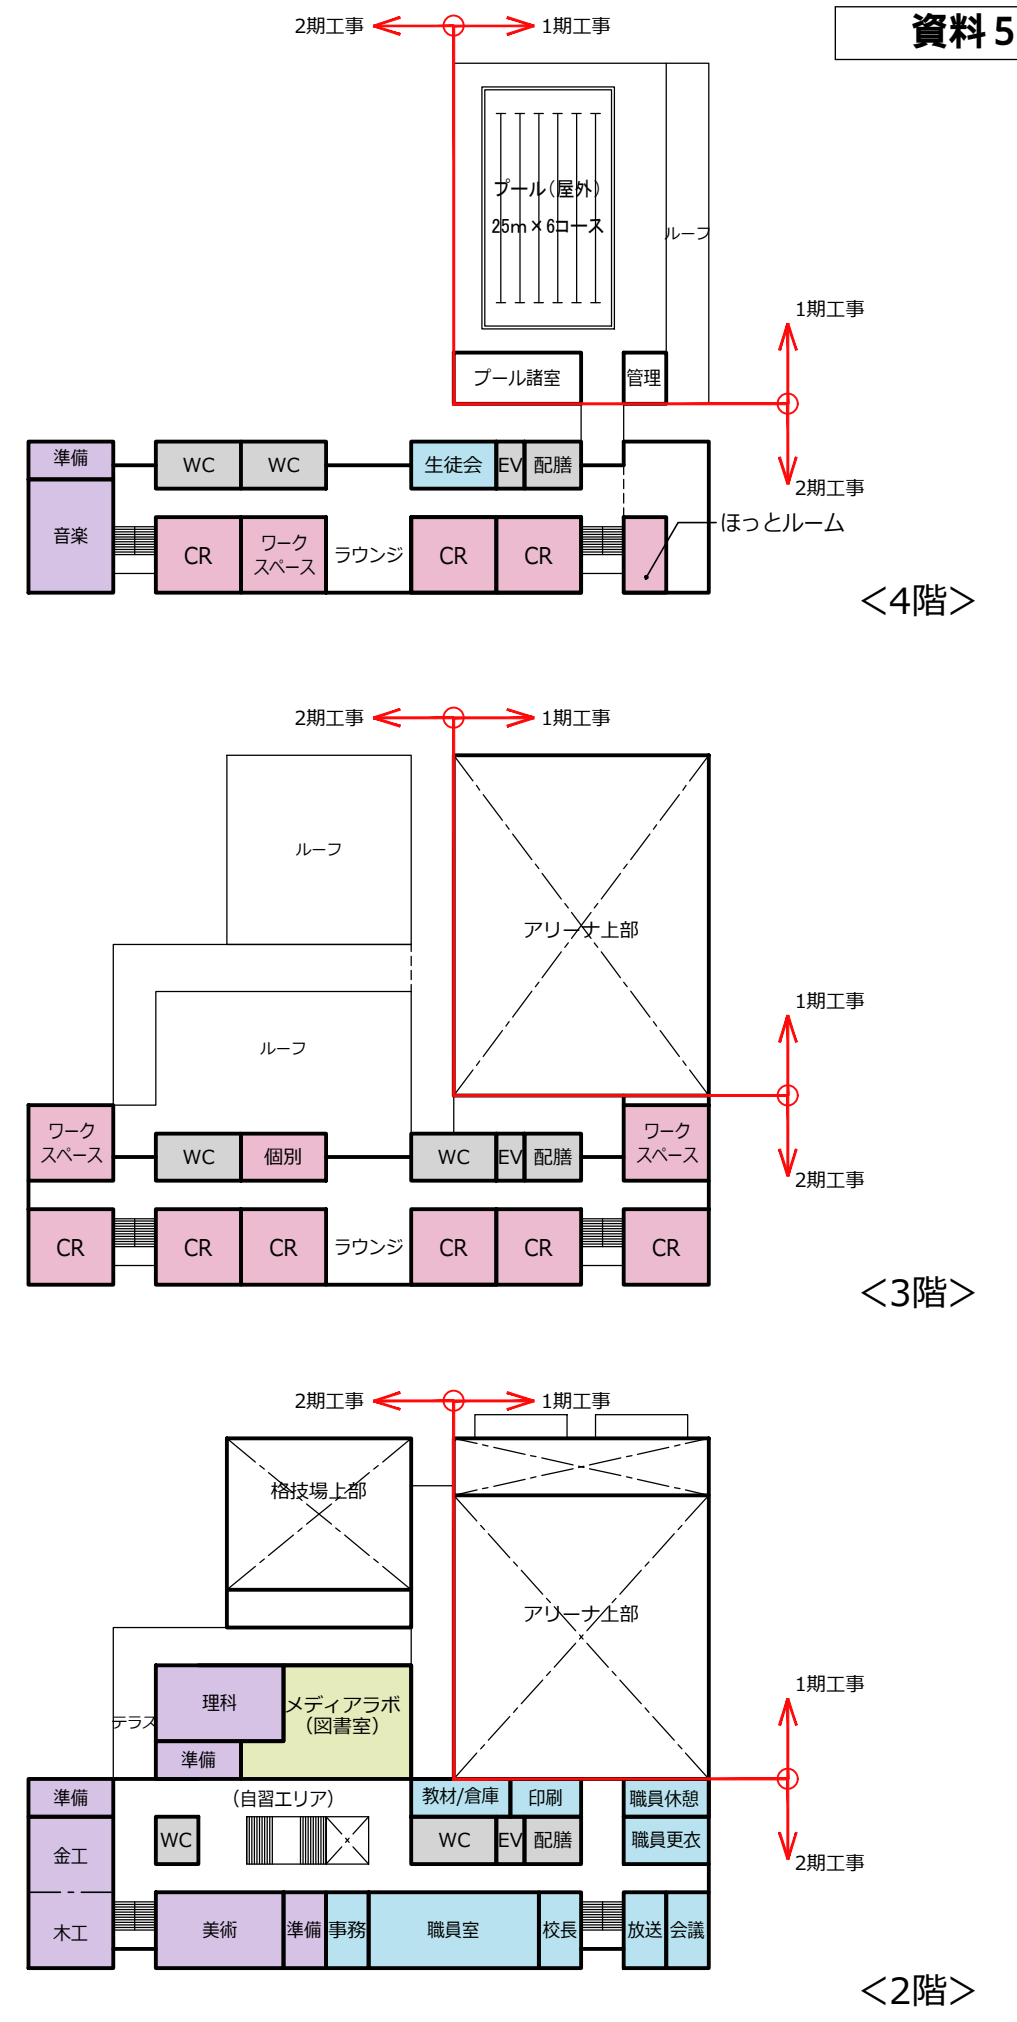 資料5
2期工事
1期工事
プール(屋外)
25m×6コース
ルーフ
1期工事
プール諸室
管理
2期工事
準備
WC
WC
生徒会
EV
配膳
音楽
CR
ワーク
スペース
ラウンジ
CR
CR
ほっとルーム
<4階>
2期工事
1期工事
ルーフ
アリーナ上部
1期工事
ルーフ
2期工事
ワーク
スペース
WC
個別
WC
EV
配膳
ワーク
スペース
CR
CR
CR
ラウンジ
CR
CR
CR
<3階>
2期工事
1期工事
格技場上部
アリーナ上部
1期工事
テラス
理科
メディアラボ
(図書室)
準備
2期工事
準備
(自習エリア)
教材/倉庫
印刷
職員休憩
金工
WC
WC
EV
配膳
職員更衣
木工
美術
準備
事務
職員室
校長
放送
会議
<2階>